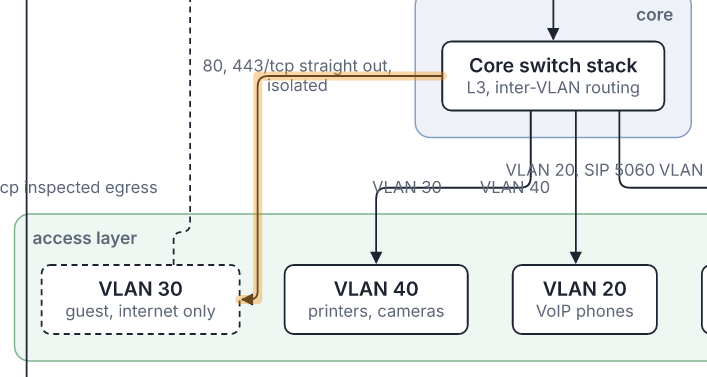 core
80, 443/tcp straight out,
isolated
Core switch stack
L3, inter-VLAN routing
cp inspected egress
VLAN 30
VLAN 40
VLAN 20, SIP 5060
VLAN
access layer
VLAN 30
guest, internet only
VLAN 40
printers, cameras
VLAN 20
VoIP phones